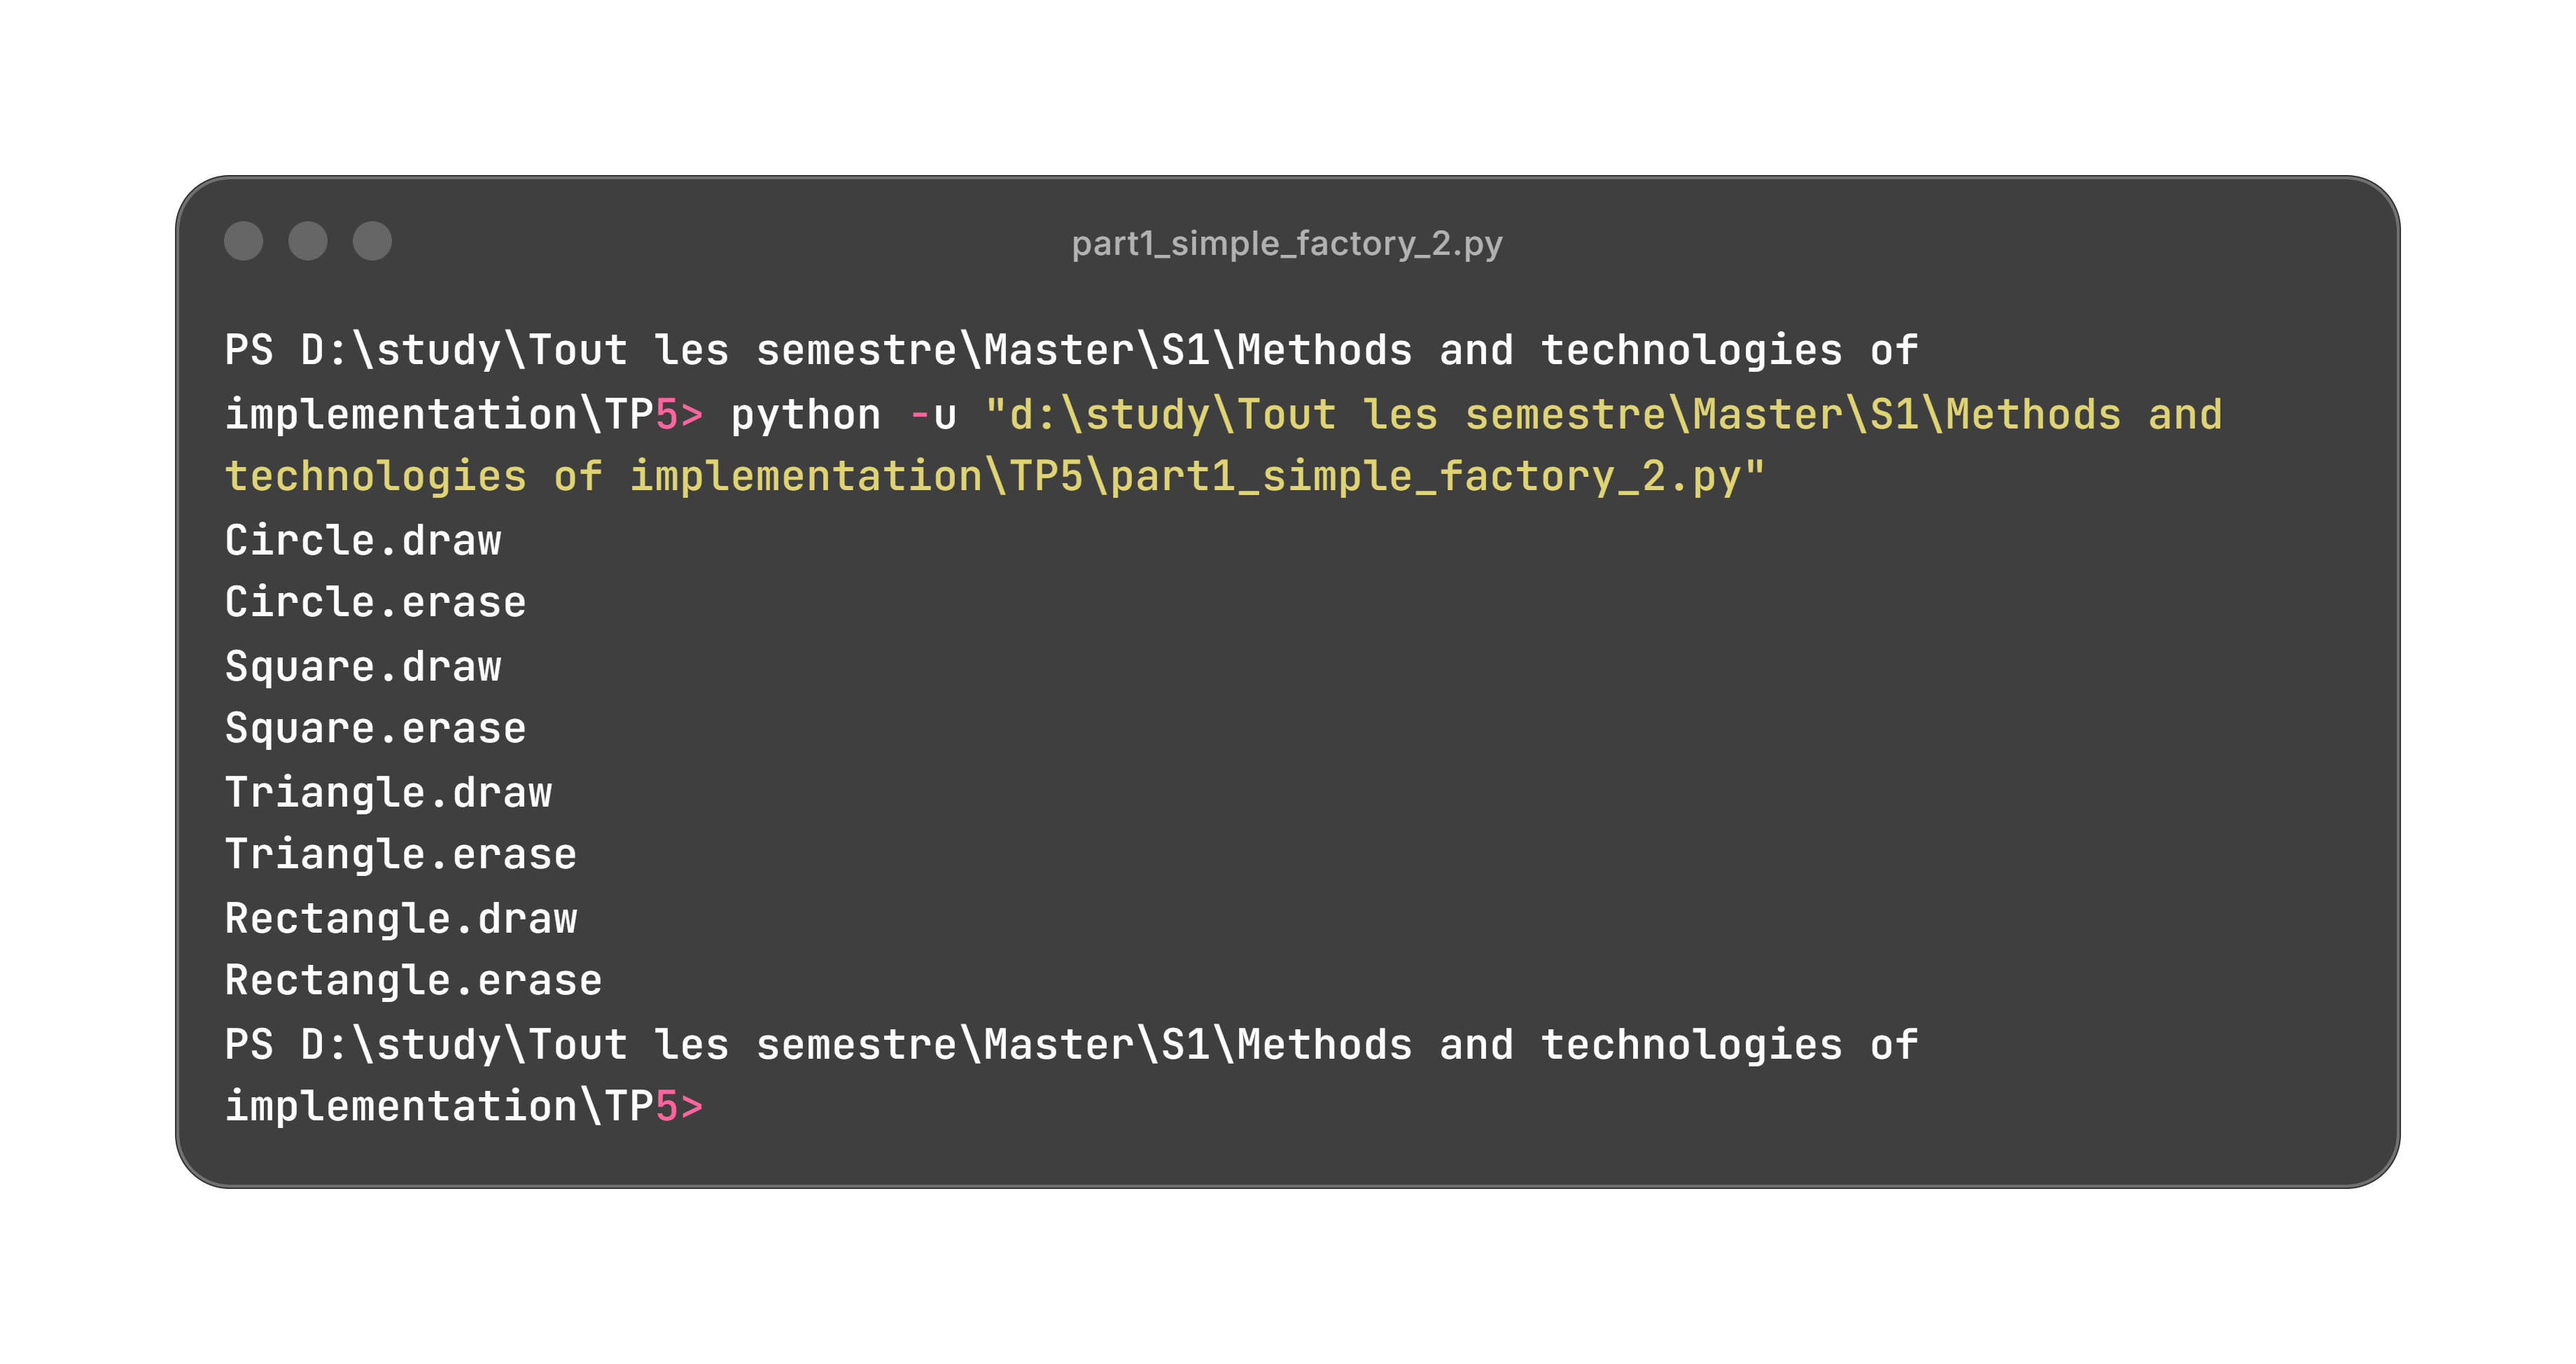 part1_simple_factory_2.py
PS D:\study\Tout les semestre\Master\S1\Methods and technologies of
implementation\TP5> python -u "d:\study\Tout les semestre\Master\S1\Methods and
technologies of implementation\TP5\part1_simple_factory_2.py"
Circle.draw
Circle.erase
Square.draw
Square.erase
Triangle.draw
Triangle.erase
Rectangle.draw
Rectangle.erase
PS D:\study\Tout les semestre\Master\S1\Methods and technologies of
implementation\TP5>